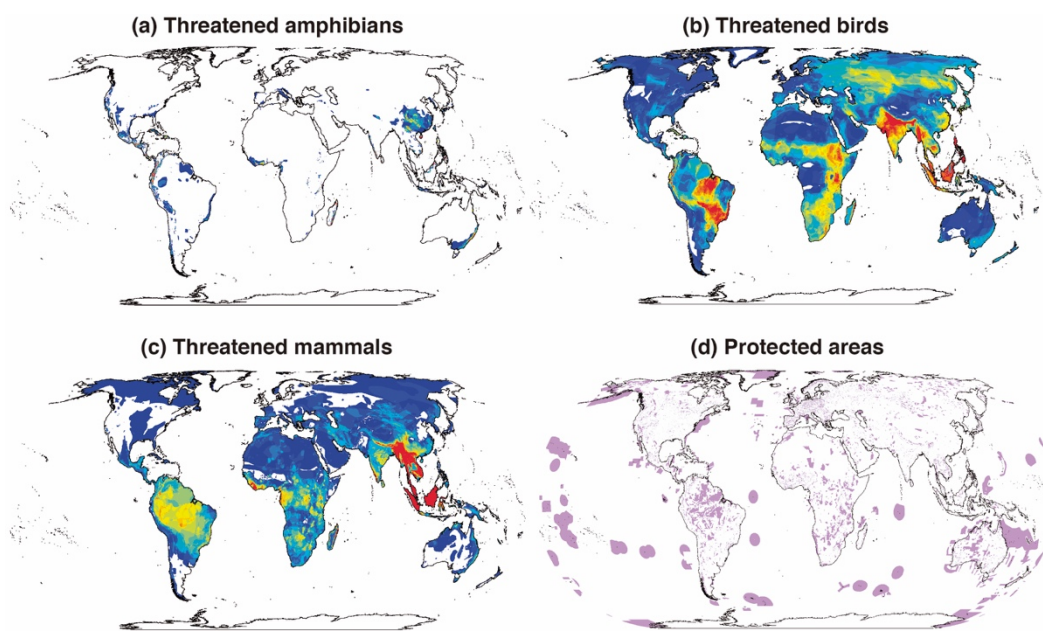 (a) Threatened amphibians
(b) Threatened birds
(c) Threatened mammals
(d) Protected areas